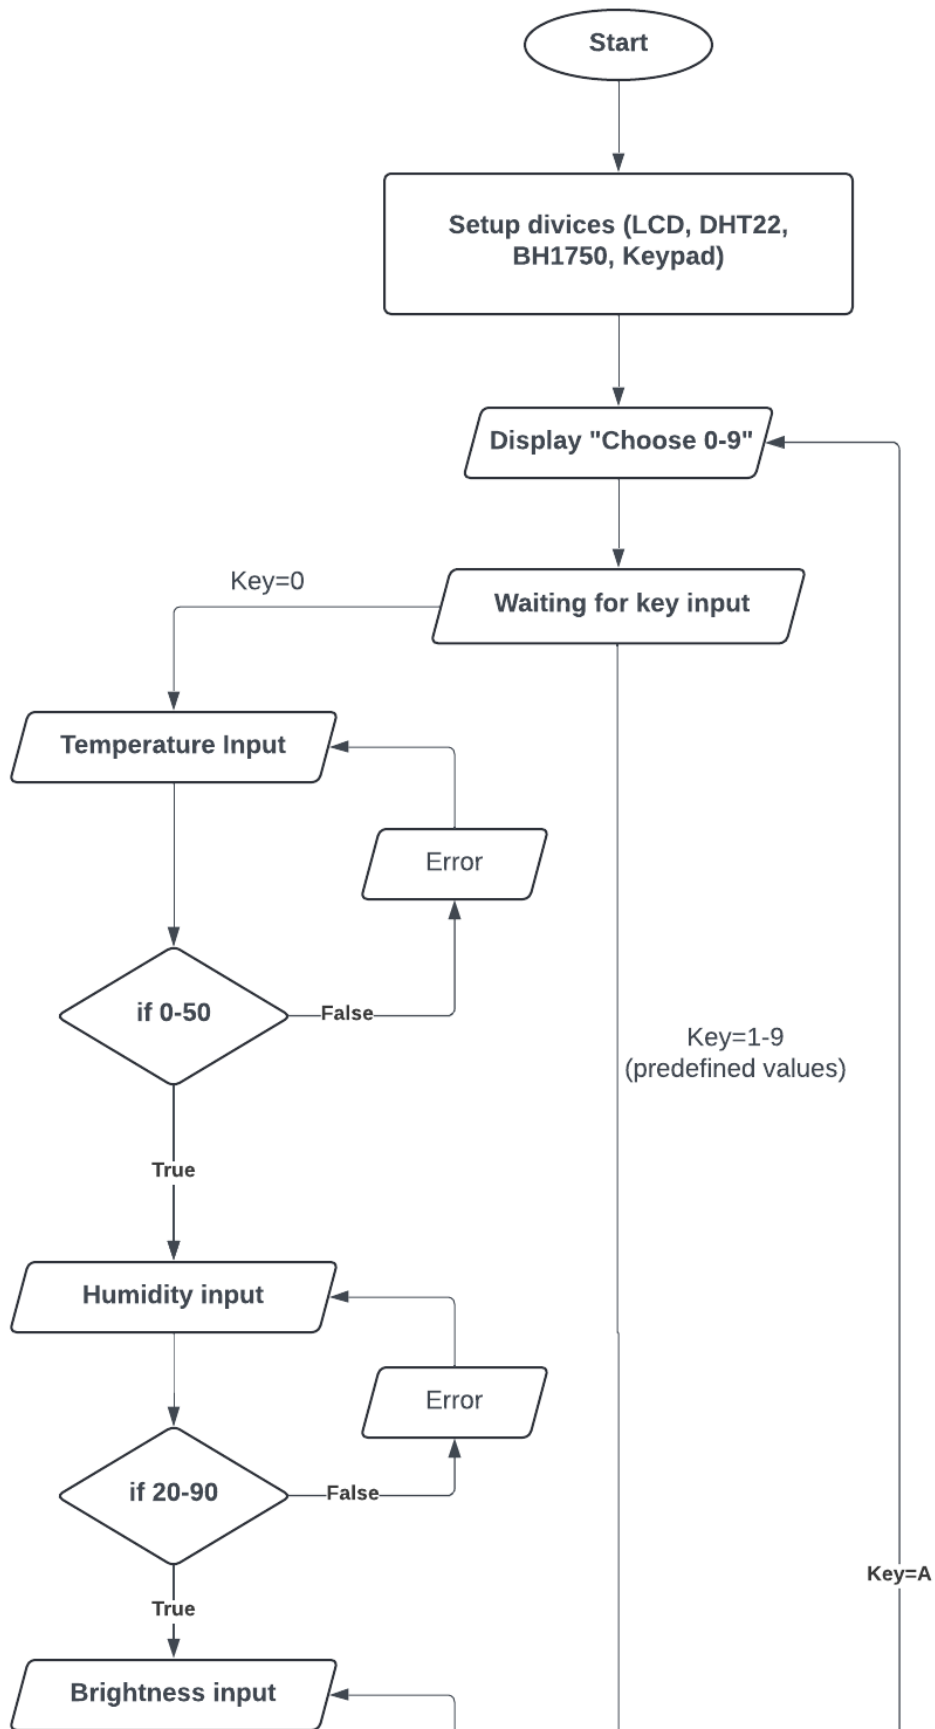 Start
Setup divices (LCD, DHT22,
BH1750, Keypad)
Display "Choose 0-9"
Waiting for key input
Key=0
Temperature Input
Error
if 0-50
False
Key=1-9
(predefined values)
True
Humidity input
Error
if 20-90
False
Key=A
True
Brightness input